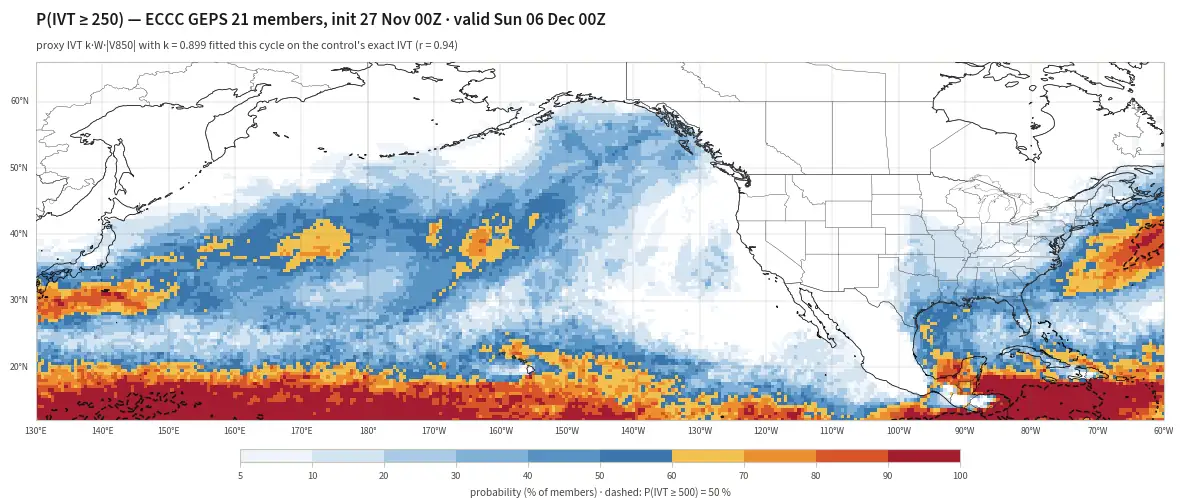 P(IVT ≥ 250) — ECCC GEPS 21 members, init 27 Nov 00Z · valid Sun 06 Dec 00Z
proxy IVT k·W·|V850| with k = 0.899 fitted this cycle on the control's exact IVT (r = 0.94)
60°N
50°N
40°N
30°N
20°N
130°E 140°E 150°E 160°E 170°E 180° 170°W 160°W 150°W 140°W 130°W 120°W 110°W 100°W 90°W 80°W 70°W 60°W
5 10 20 30 40 50 60 70 80 90 100
probability (% of members) · dashed: P(IVT ≥ 500) = 50 %